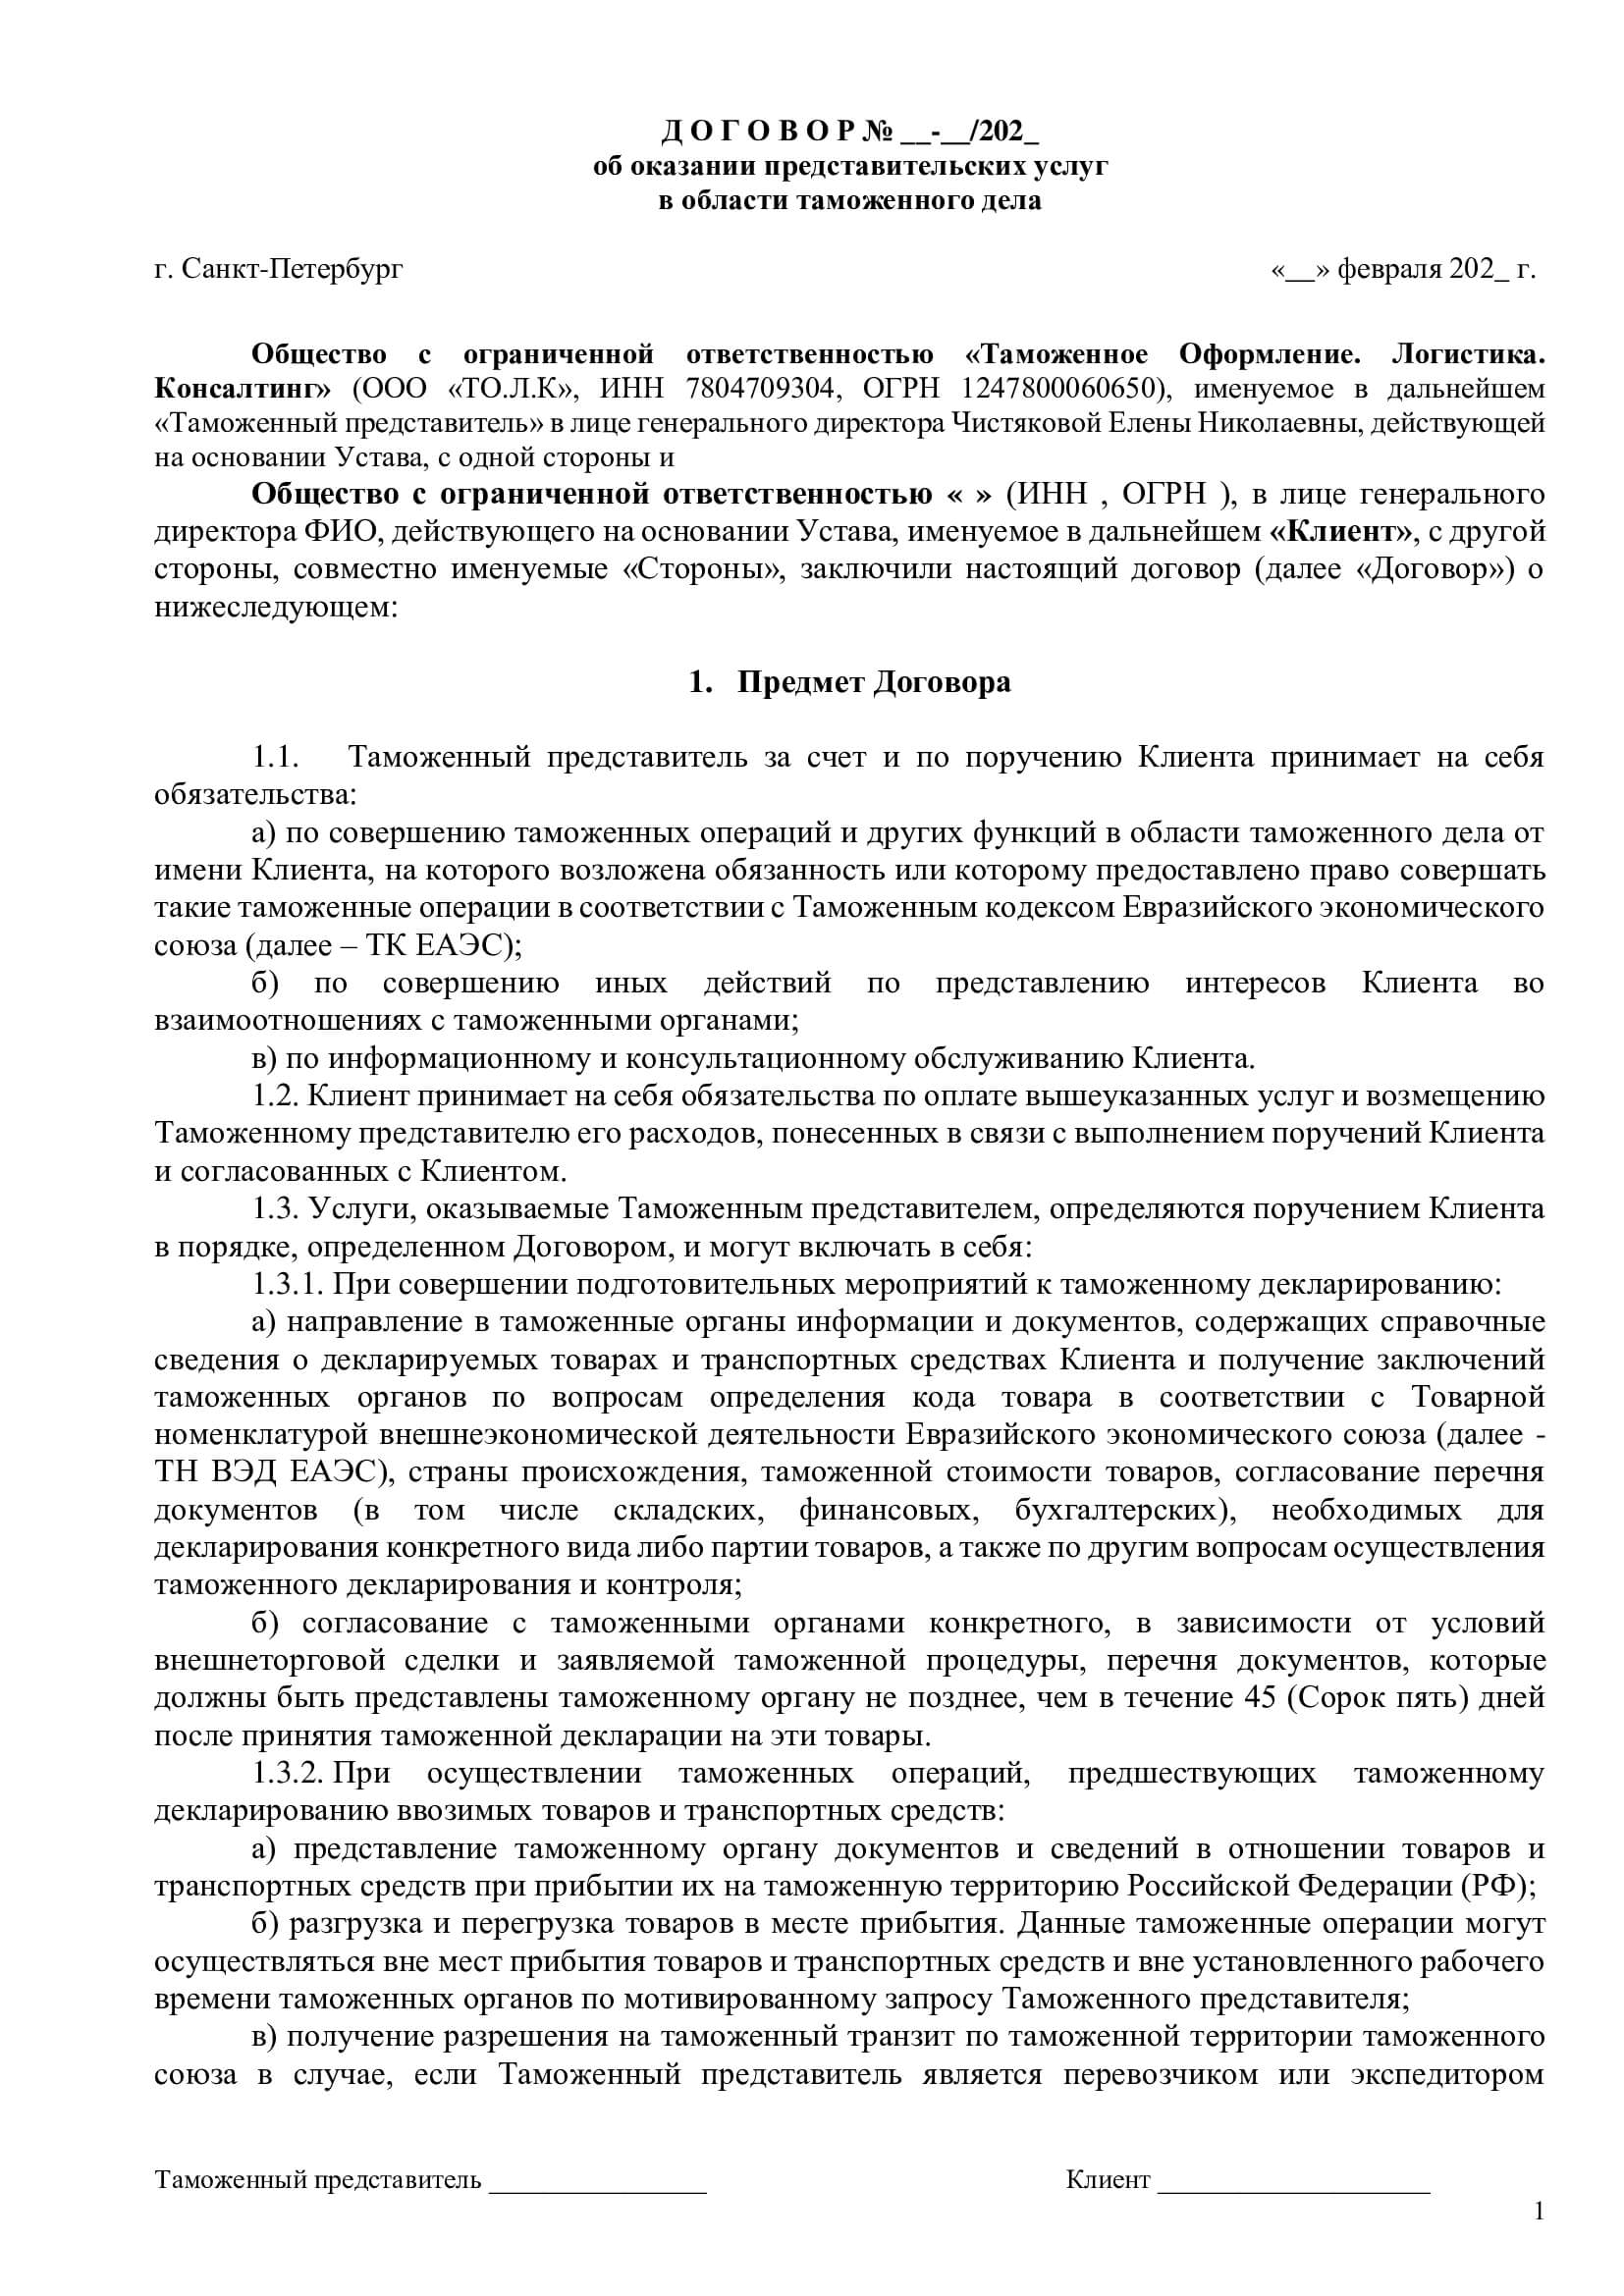 Д О Г О В О Р № __-__/202_
об оказании представительских услуг
в области таможенного дела
г. Санкт-Петербург «__» февраля 202_ г.
Общество с ограниченной ответственностью «Таможенное Оформление. Логистика.
Консалтинг» (ООО «ТО.Л.К», ИНН 7804709304, ОГРН 1247800060650), именуемое в дальнейшем
«Таможенный представитель» в лице генерального директора Чистяковой Елены Николаевны, действующей
на основании Устава, с одной стороны и
Общество с ограниченной ответственностью « » (ИНН , ОГРН ), в лице генерального
директора ФИО, действующего на основании Устава, именуемое в дальнейшем «Клиент», с другой
стороны, совместно именуемые «Стороны», заключили настоящий договор (далее «Договор») о
нижеследующем:
1. Предмет Договора
1.1. Таможенный представитель за счет и по поручению Клиента принимает на себя
обязательства:
а) по совершению таможенных операций и других функций в области таможенного дела от
имени Клиента, на которого возложена обязанность или которому предоставлено право совершать
такие таможенные операции в соответствии с Таможенным кодексом Евразийского экономического
союза (далее – ТК ЕАЭС);
б) по совершению иных действий по представлению интересов Клиента во
взаимоотношениях с таможенными органами;
в) по информационному и консультационному обслуживанию Клиента.
1.2. Клиент принимает на себя обязательства по оплате вышеуказанных услуг и возмещению
Таможенному представителю его расходов, понесенных в связи с выполнением поручений Клиента
и согласованных с Клиентом.
1.3. Услуги, оказываемые Таможенным представителем, определяются поручением Клиента
в порядке, определенном Договором, и могут включать в себя:
1.3.1. При совершении подготовительных мероприятий к таможенному декларированию:
а) направление в таможенные органы информации и документов, содержащих справочные
сведения о декларируемых товарах и транспортных средствах Клиента и получение заключений
таможенных органов по вопросам определения кода товара в соответствии с Товарной
номенклатурой внешнеэкономической деятельности Евразийского экономического союза (далее -
ТН ВЭД ЕАЭС), страны происхождения, таможенной стоимости товаров, согласование перечня
документов (в том числе складских, финансовых, бухгалтерских), необходимых для
декларирования конкретного вида либо партии товаров, а также по другим вопросам осуществления
таможенного декларирования и контроля;
б) согласование с таможенными органами конкретного, в зависимости от условий
внешнеторговой сделки и заявляемой таможенной процедуры, перечня документов, которые
должны быть представлены таможенному органу не позднее, чем в течение 45 (Сорок пять) дней
после принятия таможенной декларации на эти товары.
1.3.2. При осуществлении таможенных операций, предшествующих таможенному
декларированию ввозимых товаров и транспортных средств:
а) представление таможенному органу документов и сведений в отношении товаров и
транспортных средств при прибытии их на таможенную территорию Российской Федерации (РФ);
б) разгрузка и перегрузка товаров в месте прибытия. Данные таможенные операции могут
осуществляться вне мест прибытия товаров и транспортных средств и вне установленного рабочего
времени таможенных органов по мотивированному запросу Таможенного представителя;
в) получение разрешения на таможенный транзит по таможенной территории таможенного
союза в случае, если Таможенный представитель является перевозчиком или экспедитором
Таможенный представитель ________________ Клиент ____________________
1